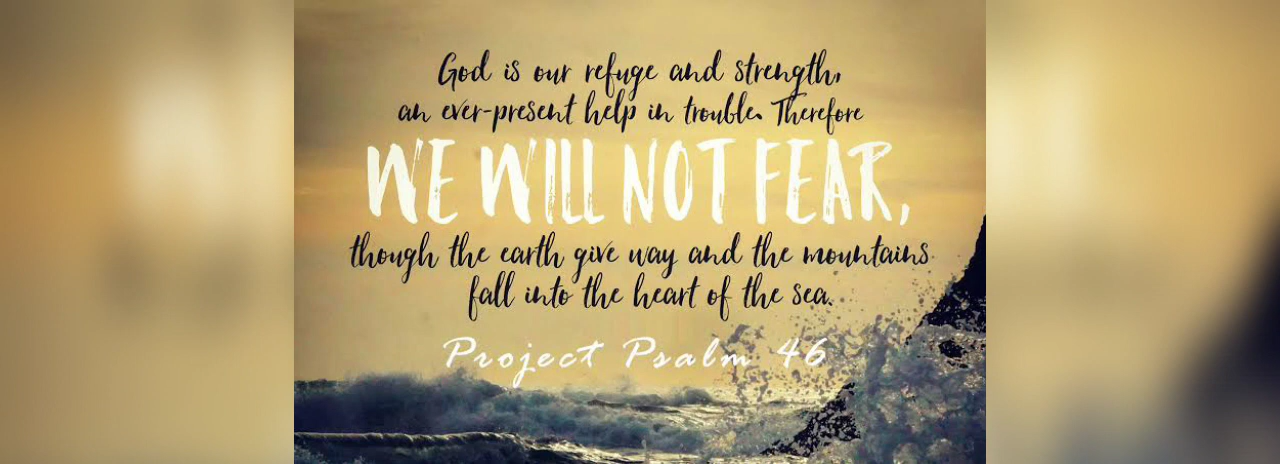 God is our refuge and strength,
an ever-present help in trouble. Therefore
WE WILL NOT FEAR,
though the earth give way and the mountains
fall into the heart of the sea.
Project Psalm 46